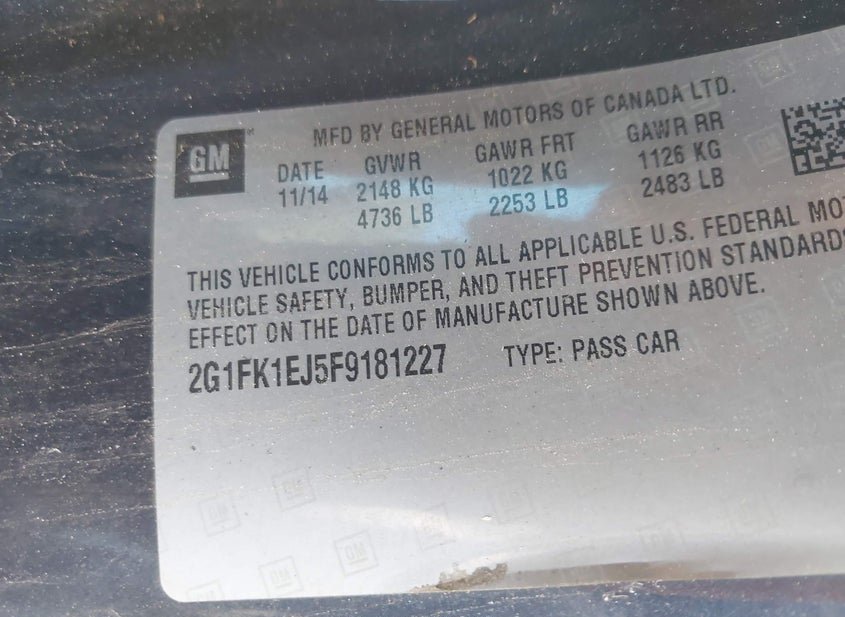 GM
MFD BY GENERAL MOTORS OF CANADA LTD.
DATE GVWR GAWR FRT GAWR RR
11/14 2148 KG 1022 KG 1126 KG
4736 LB 2253 LB 2483 LB
THIS VEHICLE CONFORMS TO ALL APPLICABLE U.S. FEDERAL MO
VEHICLE SAFETY, BUMPER, AND THEFT PREVENTION STANDARDS
EFFECT ON THE DATE OF MANUFACTURE SHOWN ABOVE.
2G1FK1EJ5F9181227 TYPE: PASS CAR